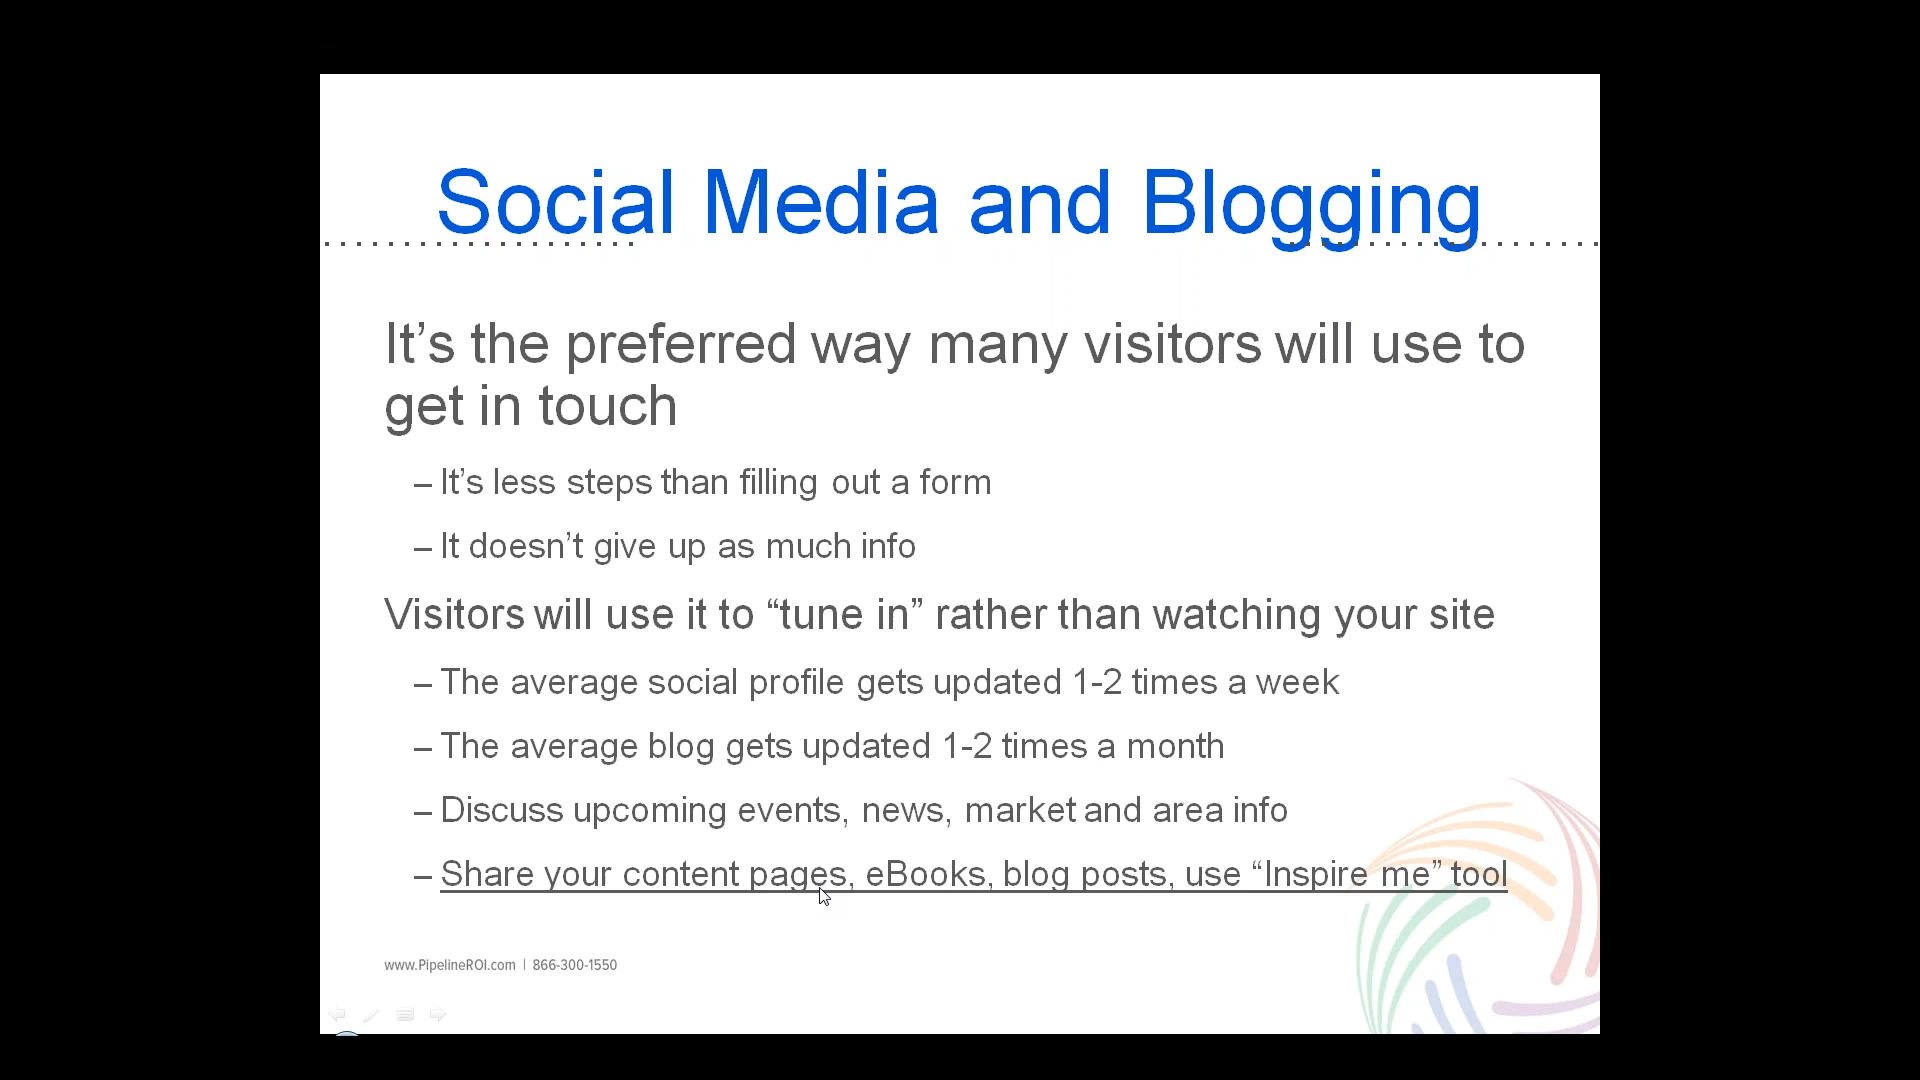 Social Media and Blogging
It’s the preferred way many visitors will use to
get in touch
– It’s less steps than filling out a form
– It doesn’t give up as much info
Visitors will use it to “tune in” rather than watching your site
– The average social profile gets updated 1-2 times a week
– The average blog gets updated 1-2 times a month
– Discuss upcoming events, news, market and area info
– Share your content pages, eBooks, blog posts, use “Inspire me” tool
www.PipelineROI.com | 866-300-1550